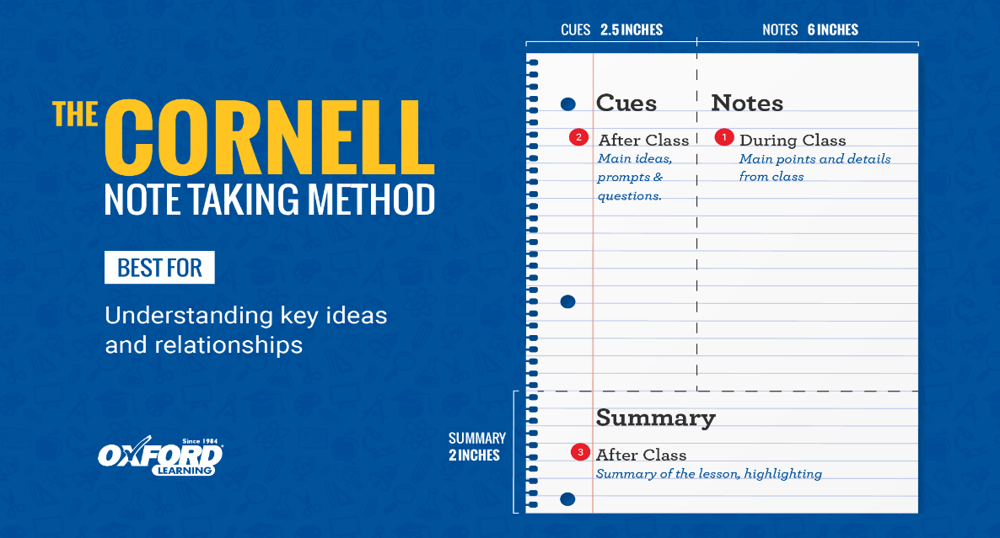 THE CORNELL
NOTE TAKING METHOD
BEST FOR
Understanding key ideas
and relationships
Since 1984
OXFORD
LEARNING
CUES 2.5 INCHES
NOTES 6 INCHES
Cues
2 After Class
Main ideas,
prompts &
questions.
Notes
1 During Class
Main points and details
from class
SUMMARY
2 INCHES
Summary
3 After Class
Summary of the lesson, highlighting